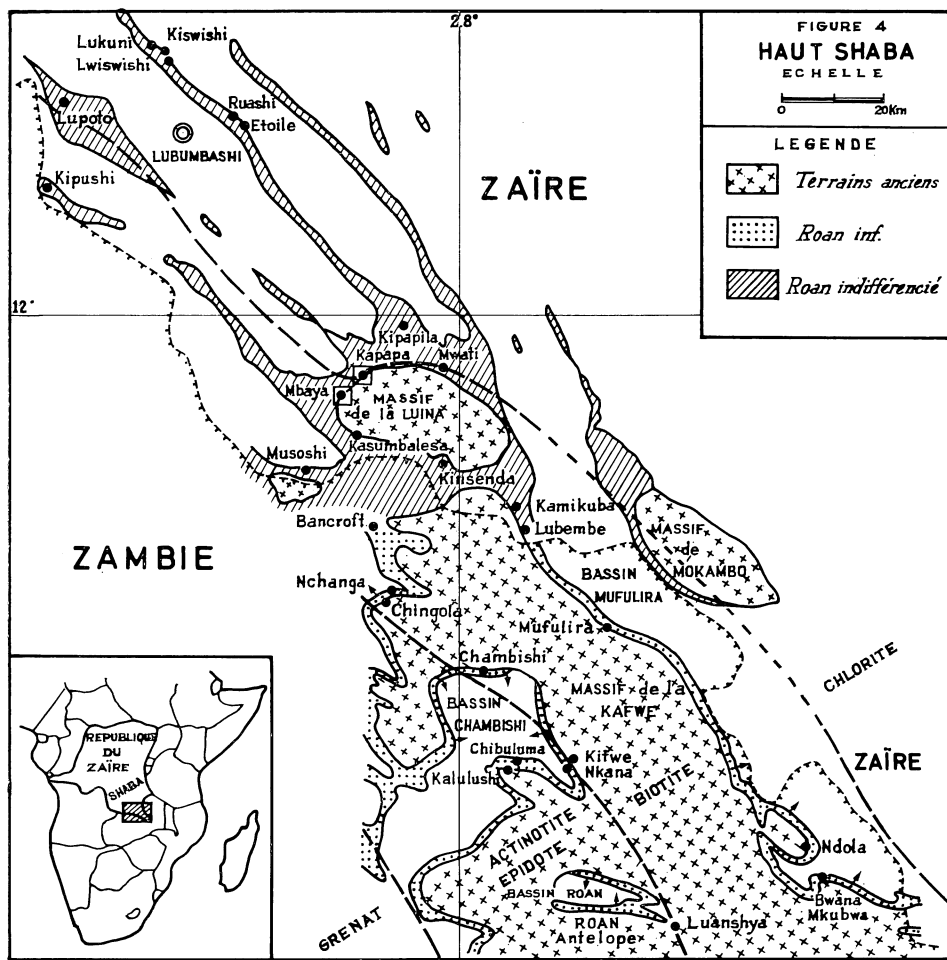 28°
FIGURE 4
HAUT SHABA
ECHELLE
0 20Km
LEGENDE
Terrains anciens
Roan inf.
Roan indifférencié
Lukuni
Kiswishi
Lwiswishi
Ruashi
Etoile
Lupoto
LUBUMBASHI
Kipushi
ZAÏRE
12°
Kipapila
Kapapa
Mwati
Mbaya
MASSIF
de la LUINA
Kasumbalesa
Musoshi
Kinsenda
Kamikuba
Bancroft
Lubembe
MASSIF
de
MOKAMBO
ZAMBIE
BASSIN
MUFULIRA
Nchanga
Chingola
Mufulira
Chambishi
CHLORITE
BASSIN
CHAMBISHI
MASSIF de la
KAFWE
Chibuluma
Kitwe
Nkana
Kalulushi
ZAÏRE
BIOTITE
ACTINOTITE
EPIDOTE
Ndola
BASSIN ROAN
Bwana
Mkubwa
ROAN
Antelope
Luanshya
GRENAT
REPUBLIQUE
DU
ZAÏRE
SHABA